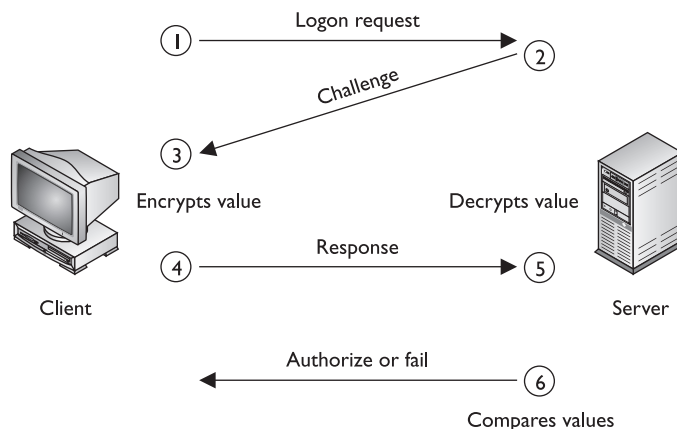 Logon request
1
2
Challenge
3
Encrypts value
Decrypts value
4
Response
5
Client
Server
Authorize or fail
6
Compares values